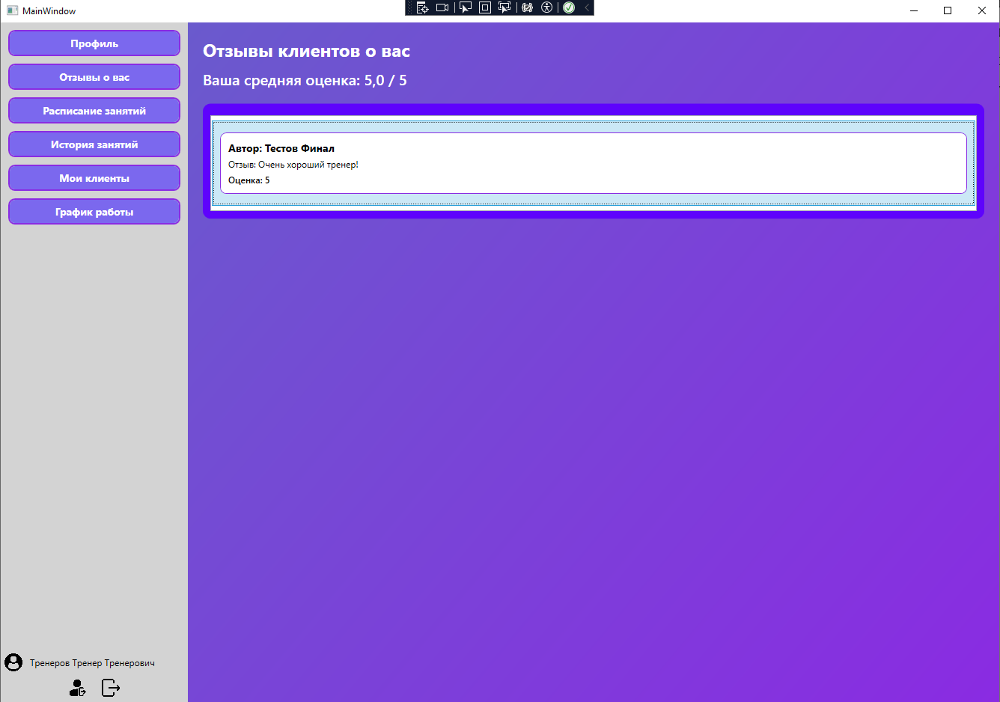 MainWindow
Профиль
Отзывы о вас
Расписание занятий
История занятий
Мои клиенты
График работы
Тренеров Тренер Тренерович
Отзывы клиентов о вас
Ваша средняя оценка: 5,0 / 5
Автор: Тестов Финал
Отзыв: Очень хороший тренер!
Оценка: 5